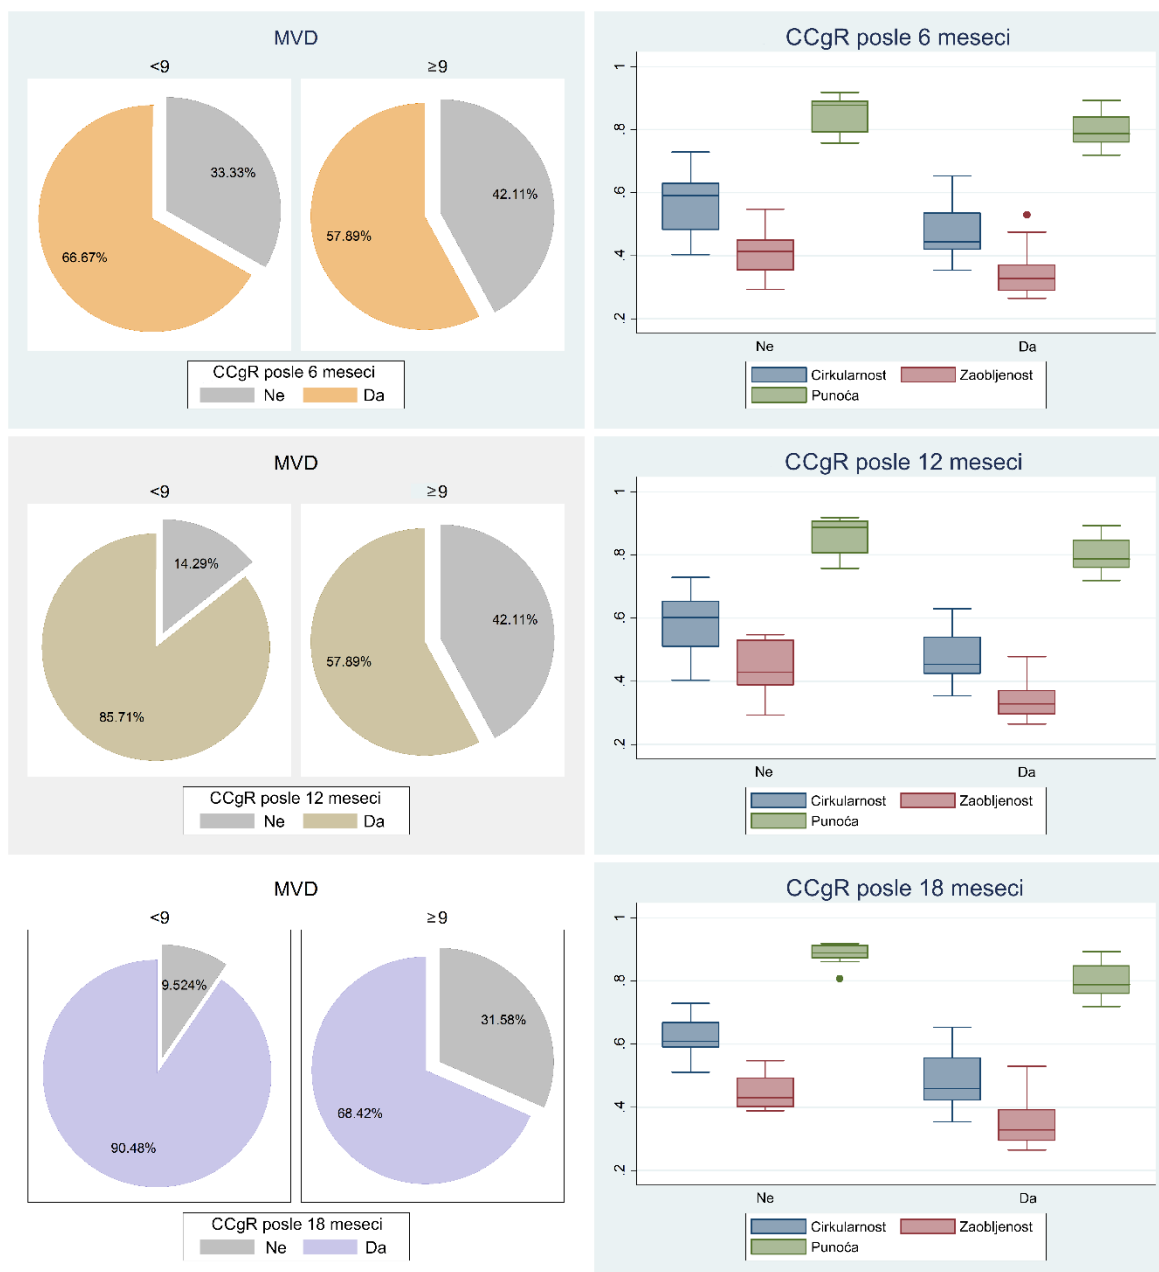 MVD
<9
≥9
33.33%
66.67%
42.11%
57.89%
CCgR posle 6 meseci
Ne
Da
CCgR posle 6 meseci
1
.8
.6
.4
.2
Ne
Da
Cirkularnost
Zaobljenost
Punoća
MVD
<9
≥9
14.29%
85.71%
42.11%
57.89%
CCgR posle 12 meseci
Ne
Da
CCgR posle 12 meseci
1
.8
.6
.4
.2
Ne
Da
Cirkularnost
Zaobljenost
Punoća
MVD
<9
≥9
9.524%
90.48%
31.58%
68.42%
CCgR posle 18 meseci
Ne
Da
CCgR posle 18 meseci
1
.8
.6
.4
.2
Ne
Da
Cirkularnost
Zaobljenost
Punoća